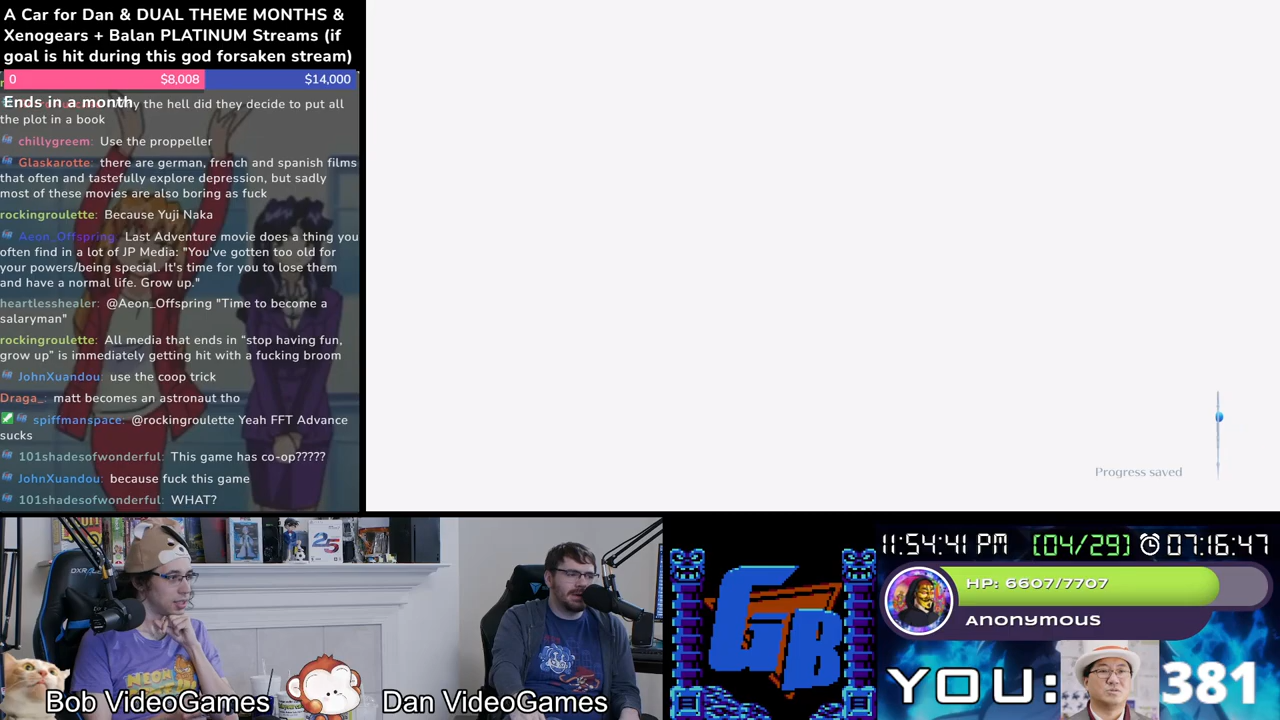 A Car for Dan & DUAL THEME MONTHS &
Xenogears + Balan PLATINUM Streams (if
goal is hit during this god forsaken stream)
0 $8,008 $14,000
Ends in a month
y the hell did they decide to put all
the plot in a book
chillygreem: Use the proppeller
Glaskarotte: there are german, french and spanish films
that often and tastefully explore depression, but sadly
most of these movies are also boring as fuck
rockingroulette: Because Yuji Naka
Aeon_Offspring: Last Adventure movie does a thing you
often find in a lot of JP Media: "You've gotten too old for
your powers/being special. It's time for you to lose them
and have a normal life. Grow up."
heartlesshealer: @Aeon_Offspring "Time to become a
salaryman"
rockingroulette: All media that ends in “stop having fun,
grow up” is immediately getting hit with a fucking broom
JohnXuandou: use the coop trick
Draga_: matt becomes an astronaut tho
spiffmanspace: @rockingroulette Yeah FFT Advance
sucks
101shadesofwonderful: This game has co-op?????
JohnXuandou: because fuck this game
101shadesofwonderful: WHAT?
Progress saved
DXRACER
25
Bob VideoGames
Dan VideoGames
GB
11:54:41 PM [04/29] 07:16:47
HP: 6607/7707
Anonymous
YOU: 381